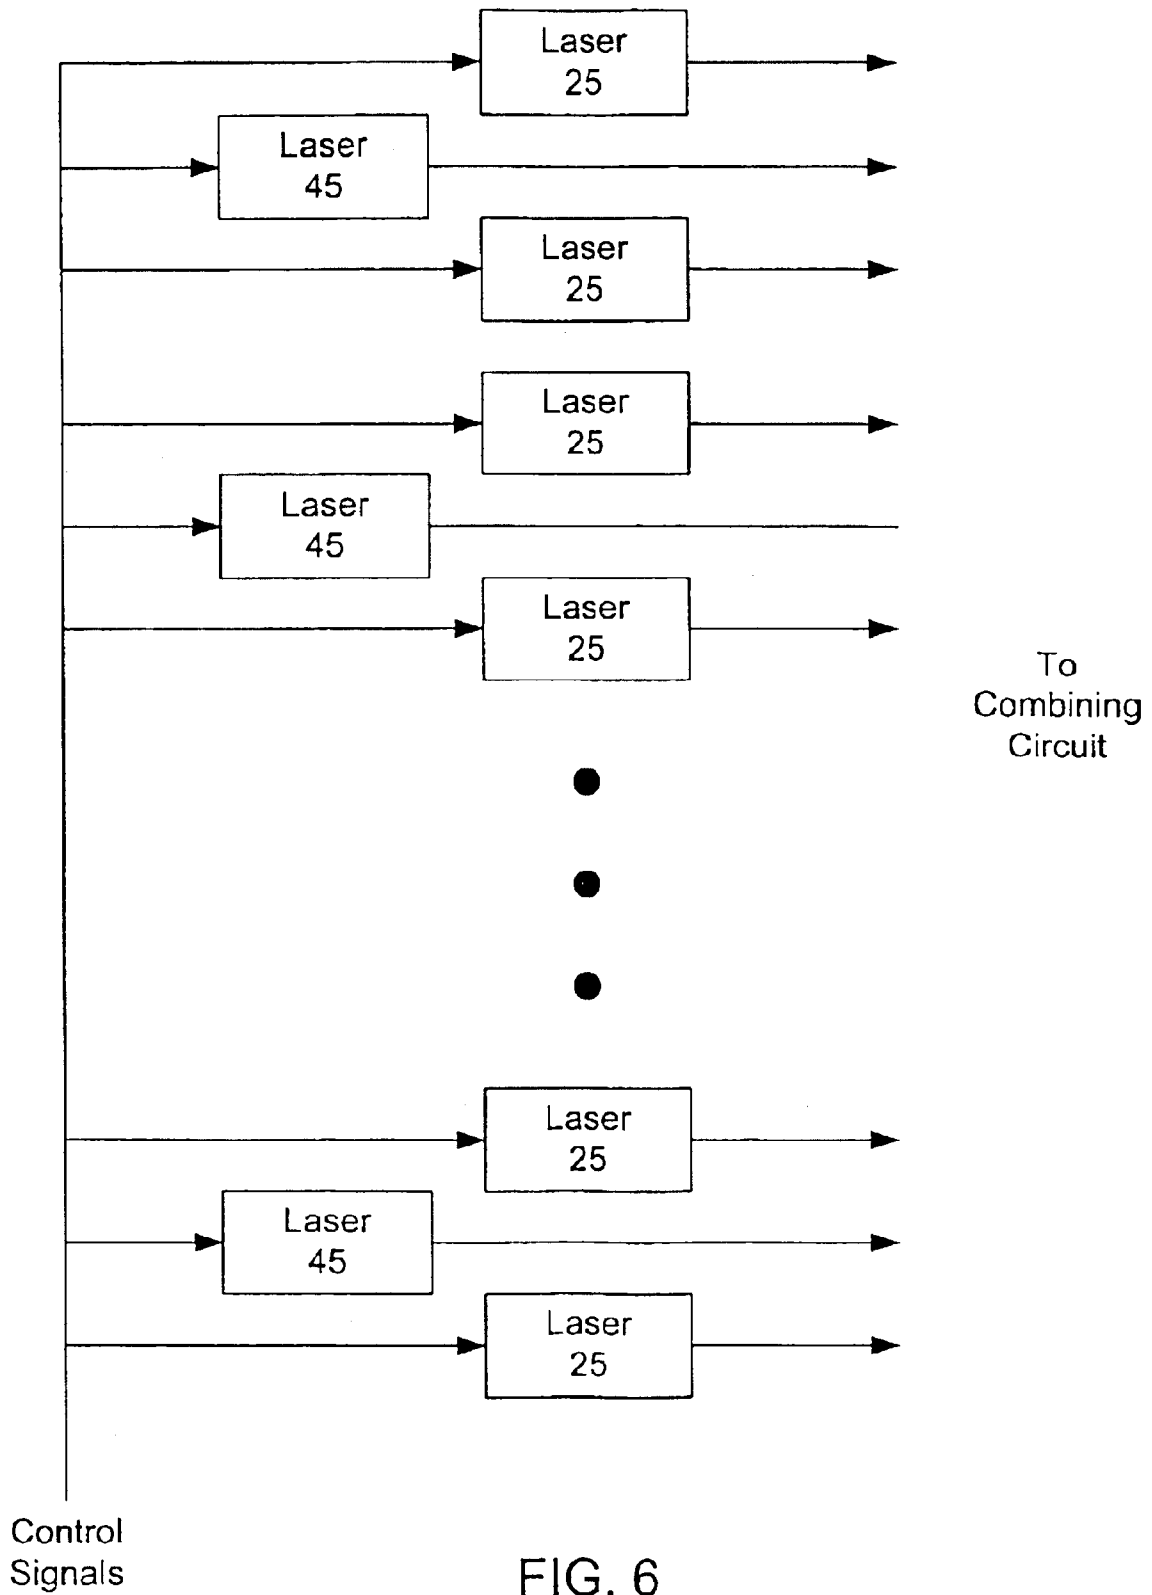 Laser
25
Laser
45
Laser
25
Laser
25
Laser
45
Laser
25
To
Combining
Circuit
Laser
25
Laser
45
Laser
25
Control
Signals
FIG. 6